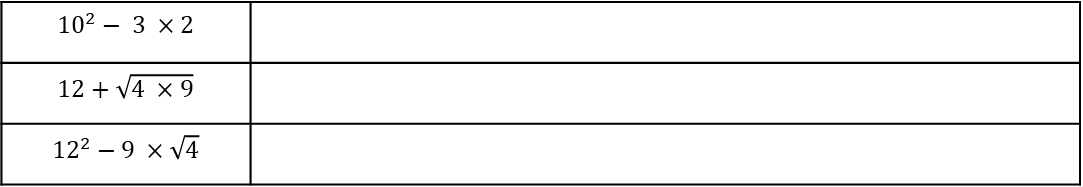 10² − 3 × 2
12 + √(4 × 9)
12² − 9 × √4